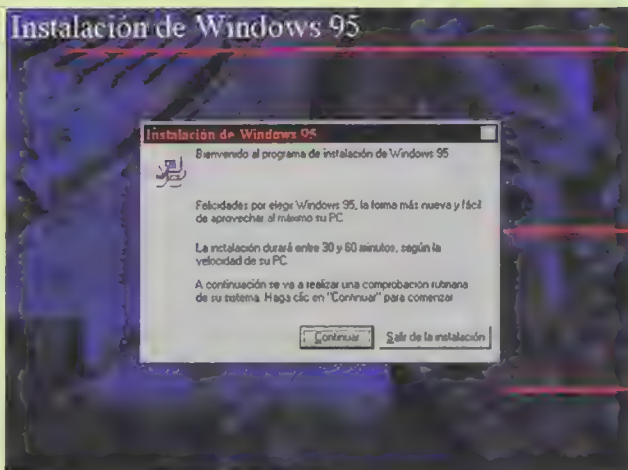 Instalación de Windows 95
Instalación de Windows 95
Bienvenido al programa de instalación de Windows 95
Felicidades por elegir Windows 95, la forma más nueva y fácil
de aprovechar al máximo su PC
La instalación durará entre 30 y 60 minutos, según la
velocidad de su PC
A continuación se va a realizar una comprobación rutinaria
de su sistema. Haga clic en "Continuar" para comenzar
Continuar
Salir de la instalación